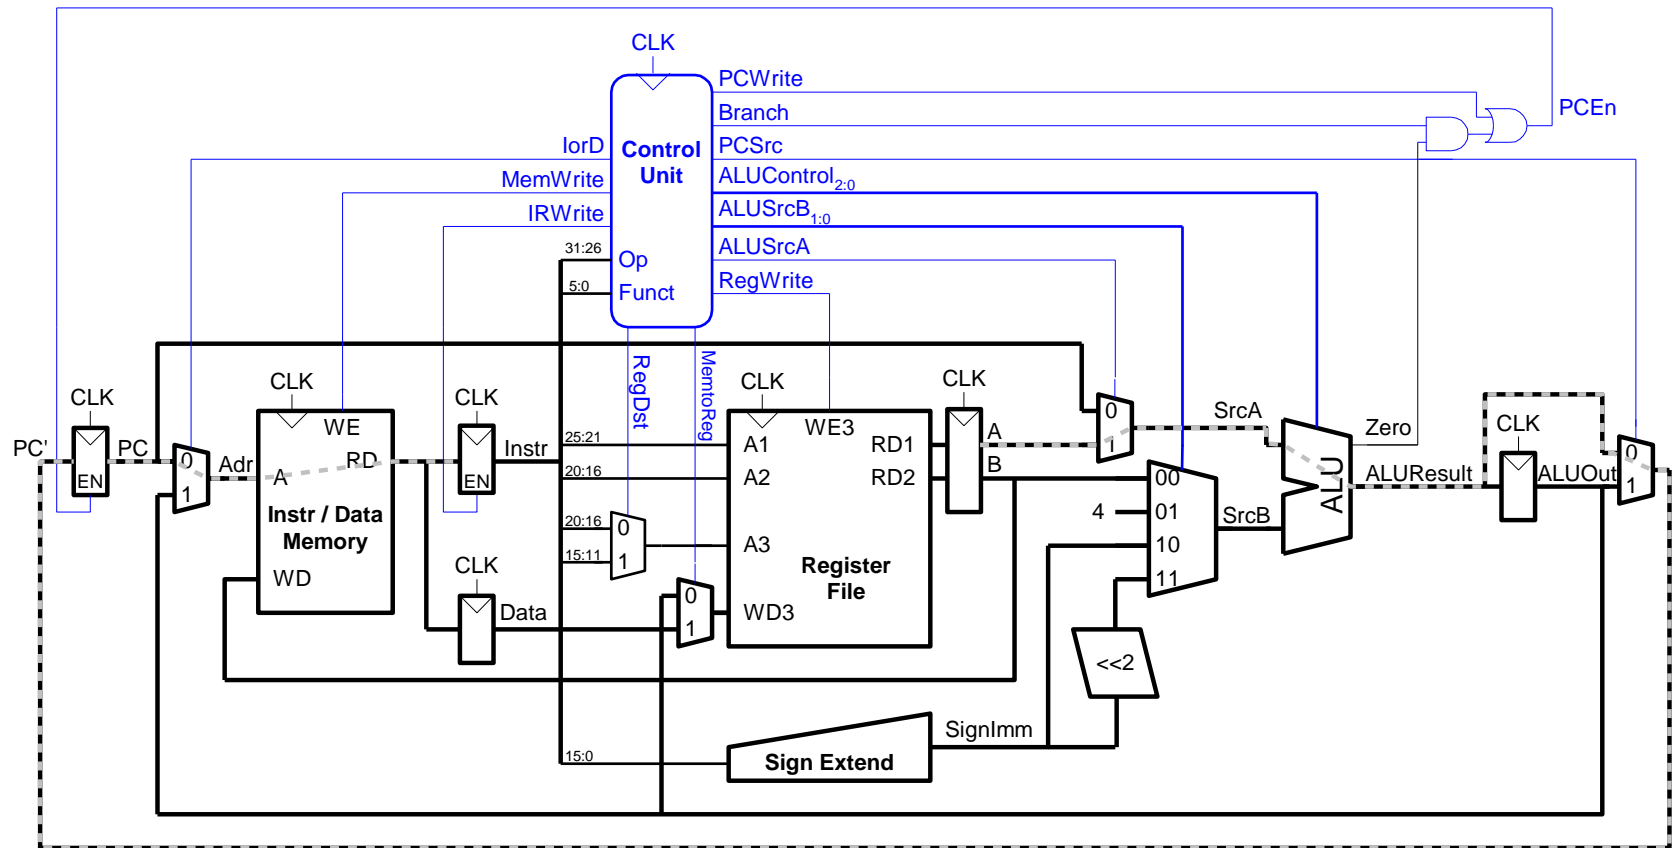 CLK
PCWrite
Branch
PCEn
IorD
Control
Unit
PCSrc
MemWrite
ALUControl2:0
IRWrite
ALUSrcB1:0
31:26
Op
ALUSrcA
5:0
Funct
RegWrite
RegDst
MemtoReg
CLK
CLK
CLK
CLK
CLK
0
SrcA
WE
WE3
CLK
PC'
PC
0
Adr
A
RD
Instr
25:21
A1
RD1
A
1
Zero
0
EN
1
EN
20:16
A2
RD2
B
00
ALU
ALUResult
ALUOut
1
Instr / Data
Memory
20:16
0
4
01
SrcB
15:11
1
A3
10
CLK
Register
File
WD
11
Data
0
1
WD3
<<2
SignImm
15:0
Sign Extend